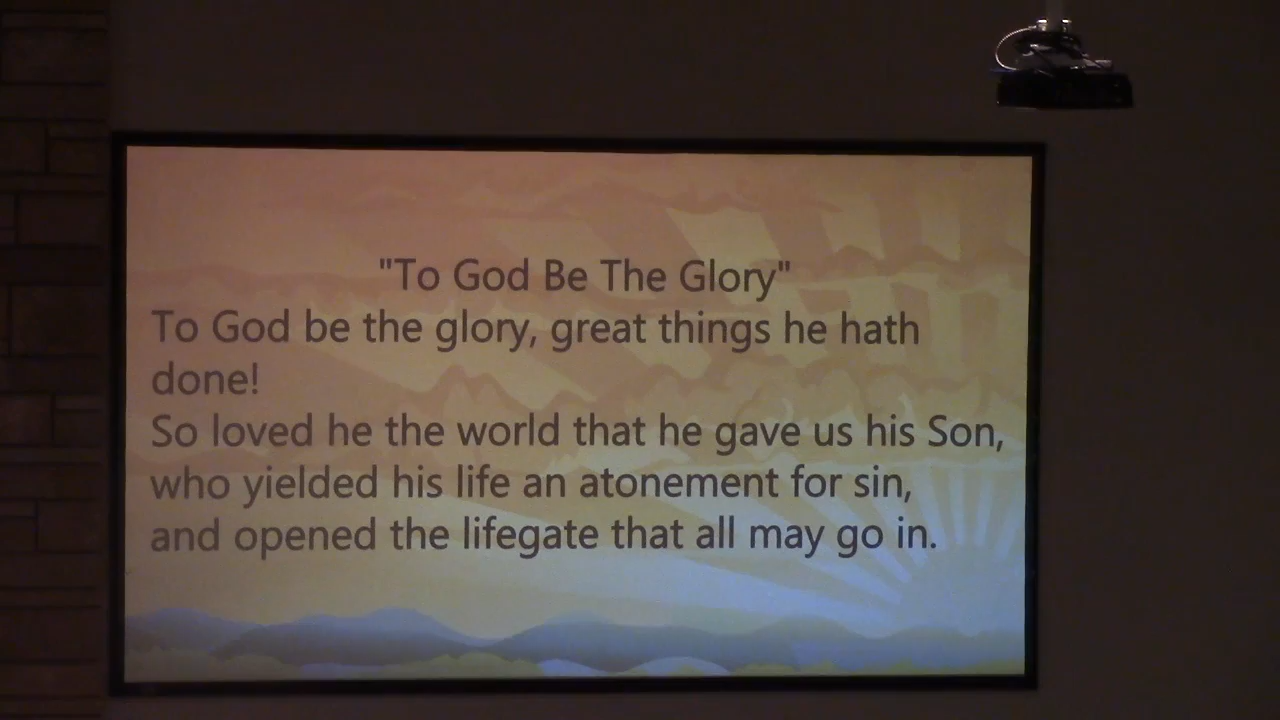 "To God Be The Glory"
To God be the glory, great things he hath
done!
So loved he the world that he gave us his Son,
who yielded his life an atonement for sin,
and opened the lifegate that all may go in.